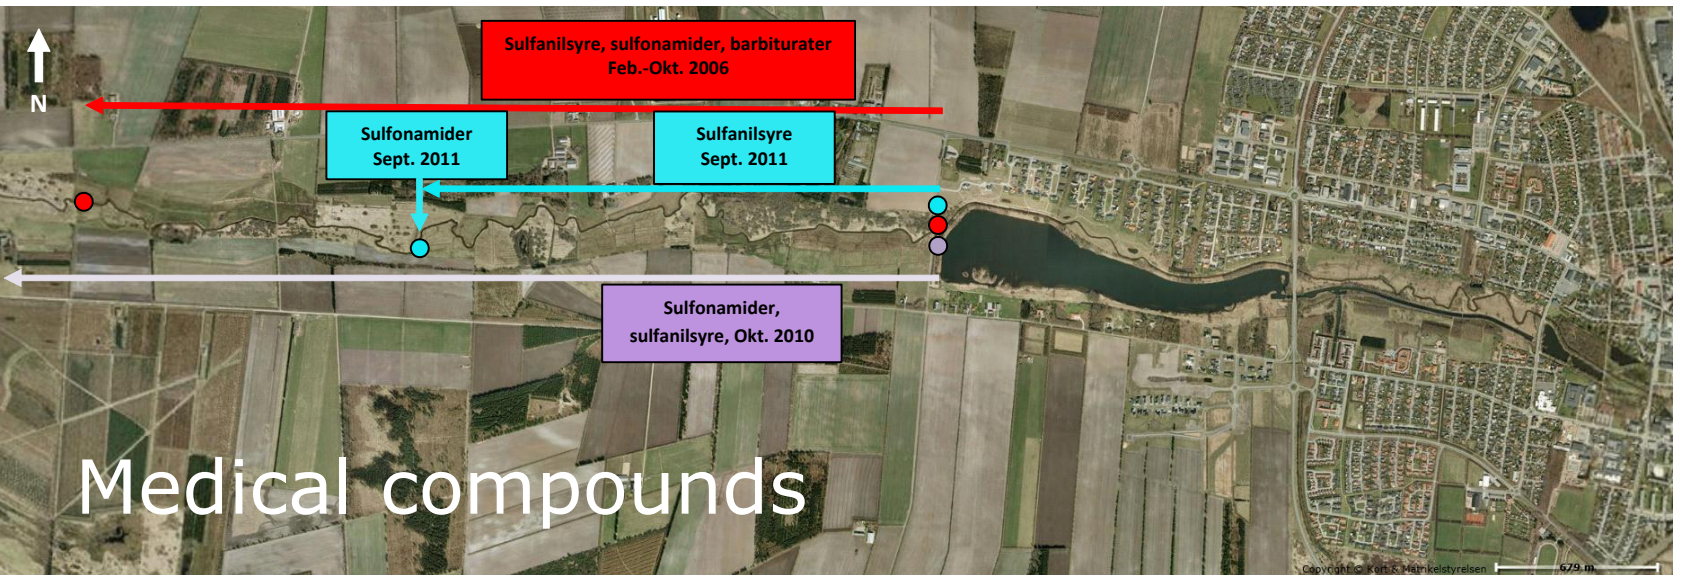 Sulfanilsyre, sulfonamider, barbiturater
Feb.-Okt. 2006
N
Sulfonamider
Sept. 2011
Sulfanilsyre
Sept. 2011
Sulfonamider,
sulfanilsyre, Okt. 2010
Medical compounds
Copyright © Kort & Matrikelstyrelsen
679 m